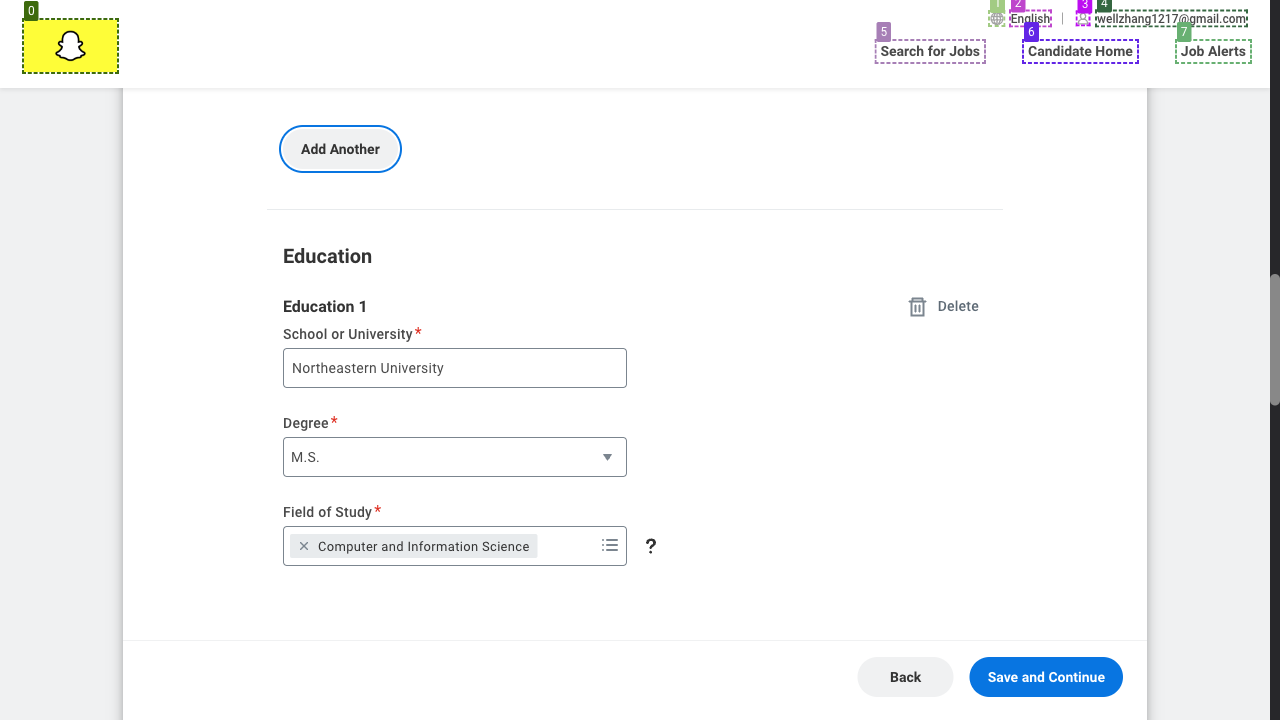 0
1
2
English
3
4
wellzhang1217@gmail.com
5
Search for Jobs
6
Candidate Home
7
Job Alerts
Add Another
Education
Education 1
Delete
School or University*
Northeastern University
Degree*
M.S.
Field of Study*
× Computer and Information Science
?
Back
Save and Continue